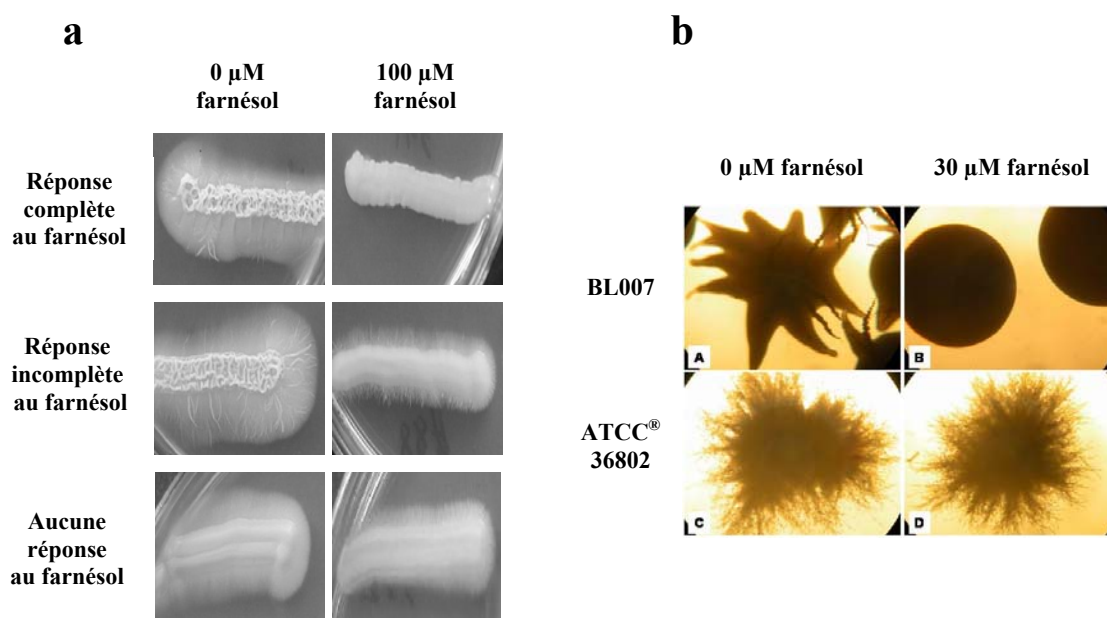 a
0 µM
farnésol
100 µM
farnésol
Réponse
complète
au farnésol
Réponse
incomplète
au farnésol
Aucune
réponse
au farnésol
b
0 µM farnésol
30 µM farnésol
BL007
A
B
ATCC®
36802
C
D